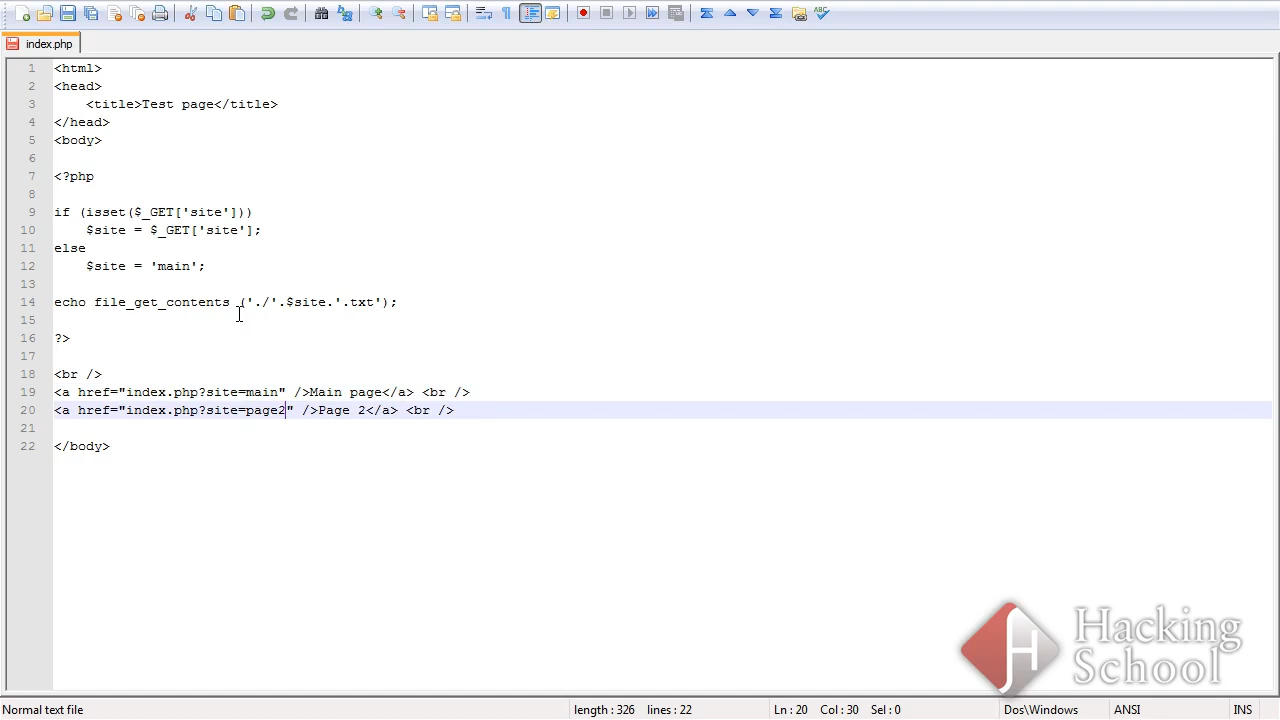 index.php
1 <html>
2 <head>
3 <title>Test page</title>
4 </head>
5 <body>
6
7 <?php
8
9 if (isset($_GET['site']))
10 $site = $_GET['site'];
11 else
12 $site = 'main';
13
14 echo file_get_contents ('./'.$site.'.txt');
15
16 ?>
17
18 <br />
19 <a href="index.php?site=main" />Main page</a> <br />
20 <a href="index.php?site=page2" />Page 2</a> <br />
21
22 </body>
Hacking
School
Normal text file length : 326 lines : 22 Ln : 20 Col : 30 Sel : 0 Dos\Windows ANSI INS